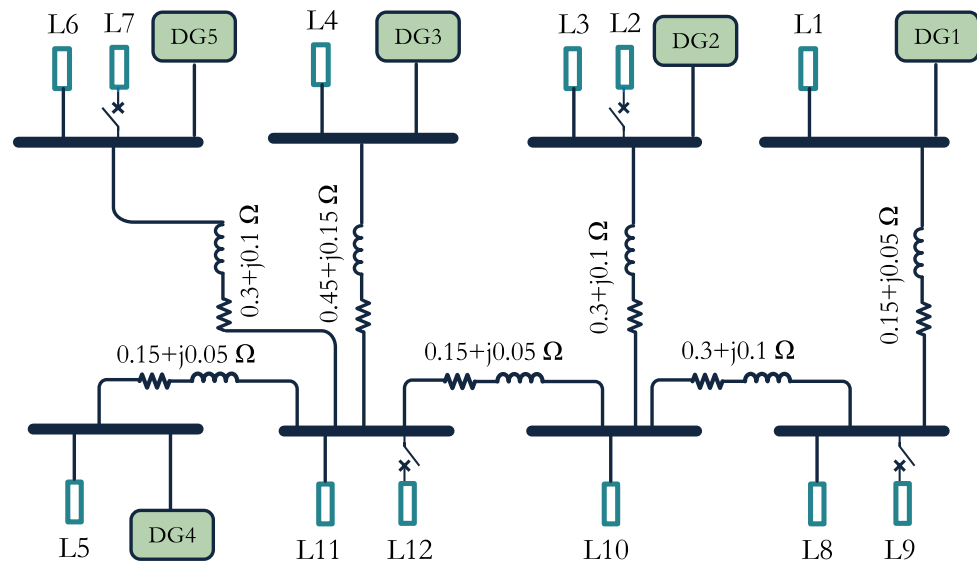 L6
L7
DG5
L4
DG3
L3
L2
DG2
L1
DG1
0.3+j0.1 Ω
0.45+j0.15 Ω
0.3+j0.1 Ω
0.15+j0.05 Ω
0.15+j0.05 Ω
0.15+j0.05 Ω
0.3+j0.1 Ω
L5
DG4
L11
L12
L10
L8
L9